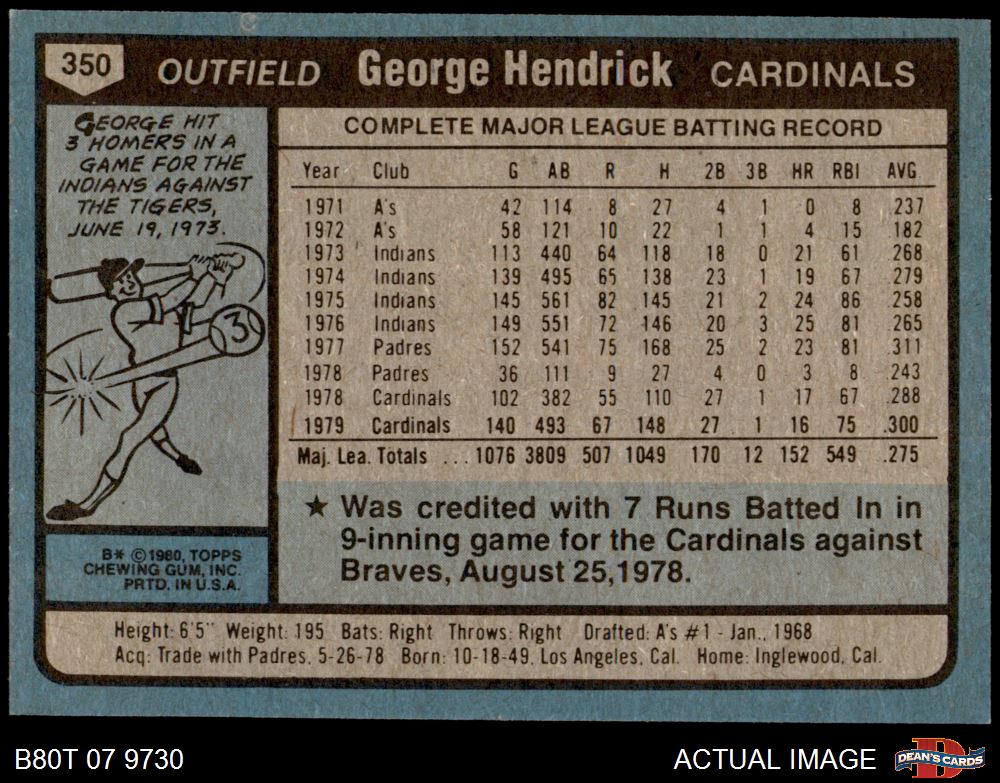 350 OUTFIELD George Hendrick CARDINALS
GEORGE HIT
3 HOMERS IN A
GAME FOR THE
INDIANS AGAINST
THE TIGERS,
JUNE 19, 1973.
3
B* © 1980, TOPPS
CHEWING GUM, INC.
PRTD. IN U.S.A.
COMPLETE MAJOR LEAGUE BATTING RECORD
Year Club G AB R H 2B 3B HR RBI AVG.
1971 A's 42 114 8 27 4 1 0 8 .237
1972 A's 58 121 10 22 1 1 4 15 .182
1973 Indians 113 440 64 118 18 0 21 61 .268
1974 Indians 139 495 65 138 23 1 19 67 .279
1975 Indians 145 561 82 145 21 2 24 86 .258
1976 Indians 149 551 72 146 20 3 25 81 .265
1977 Padres 152 541 75 168 25 2 23 81 .311
1978 Padres 36 111 9 27 4 0 3 8 .243
1978 Cardinals 102 382 55 110 27 1 17 67 .288
1979 Cardinals 140 493 67 148 27 1 16 75 .300
Maj. Lea. Totals ... 1076 3809 507 1049 170 12 152 549 .275
★ Was credited with 7 Runs Batted In in
9-inning game for the Cardinals against
Braves, August 25,1978.
Height: 6'5" Weight: 195 Bats: Right Throws: Right Drafted: A's #1 - Jan., 1968
Acq: Trade with Padres, 5-26-78 Born: 10-18-49, Los Angeles, Cal. Home: Inglewood, Cal.
B80T 07 9730 ACTUAL IMAGE D DEAN'S CARDS